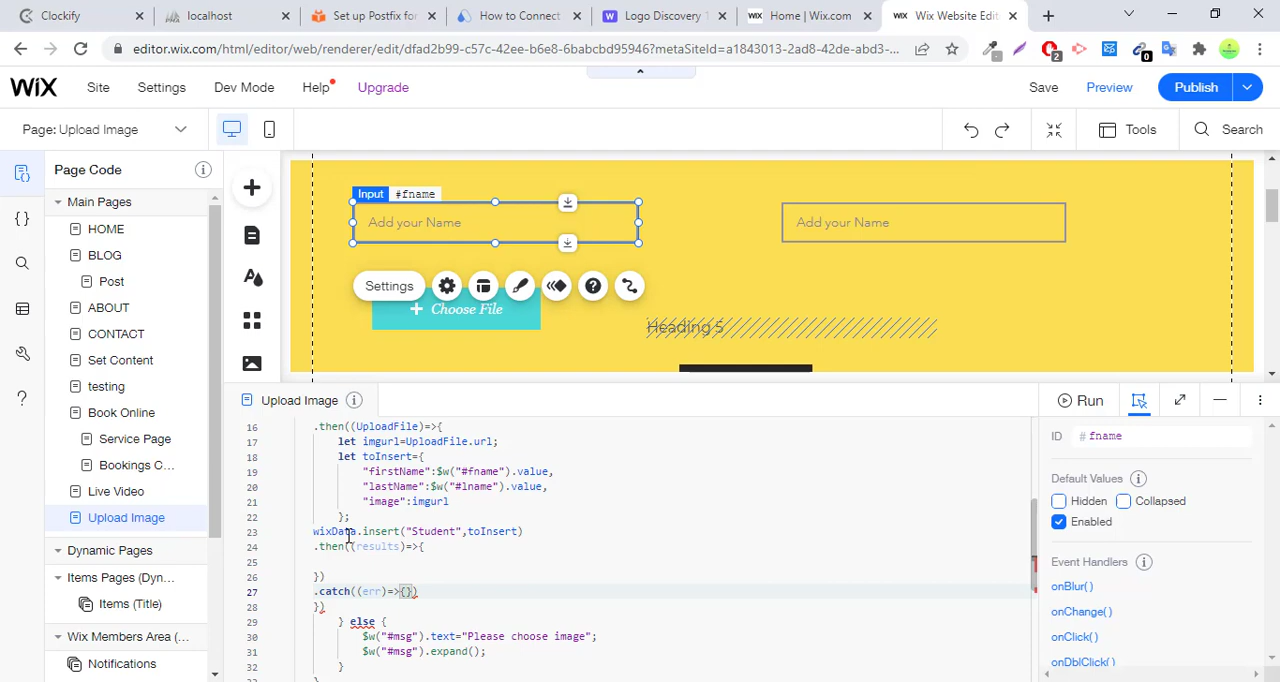 Clockify
localhost
Set up Postfix for
How to Connect
Logo Discovery T
Home | Wix.com
Wix Website Edi
editor.wix.com/html/editor/web/renderer/edit/dfad2b99-c57c-42ee-b6e8-6babcbd95946?metaSiteId=a1843013-2ad8-42de-abd3-...
2
0
WiX
Site
Settings
Dev Mode
Help
Upgrade
Save
Preview
Publish
Page: Upload Image
Tools
Search
Page Code
Main Pages
HOME
BLOG
Post
ABOUT
CONTACT
Set Content
testing
Book Online
Service Page
Bookings C...
Live Video
Upload Image
Dynamic Pages
Items Pages (Dyn...
Items (Title)
Wix Members Area (...
Notifications
Input #fname
Add your Name
Add your Name
Settings
+ Choose File
Heading 5
Upload Image
Run
16 .then((UploadFile)=>{
17 let imgurl=UploadFile.url;
18 let toInsert={
19 "firstName":$w("#fname").value,
20 "lastName":$w("#lname").value,
21 "image":imgurl
22 };
23 wixData.insert("Student",toInsert)
24 .then((results)=>{
25
26 })
27 .catch((err)=>{})
28 })
29 } else {
30 $w("#msg").text="Please choose image";
31 $w("#msg").expand();
32 }
ID # fname
Default Values
Hidden
Collapsed
Enabled
Event Handlers
onBlur()
onChange()
onClick()
onDblClick()